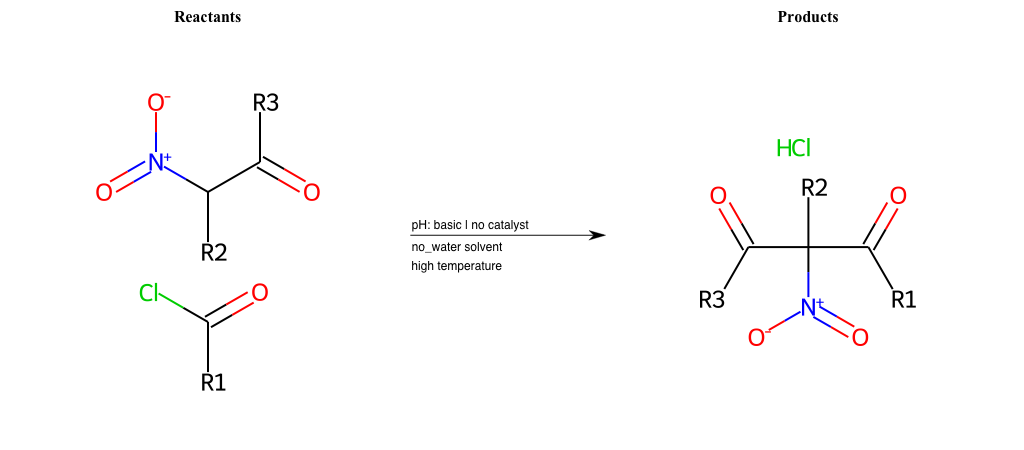 Reactants
Products
O-
R3
N+
O
O
R2
Cl
O
R1
pH: basic | no catalyst
no_water solvent
high temperature
HCl
R2
O
O
R3
R1
N+
O-
O